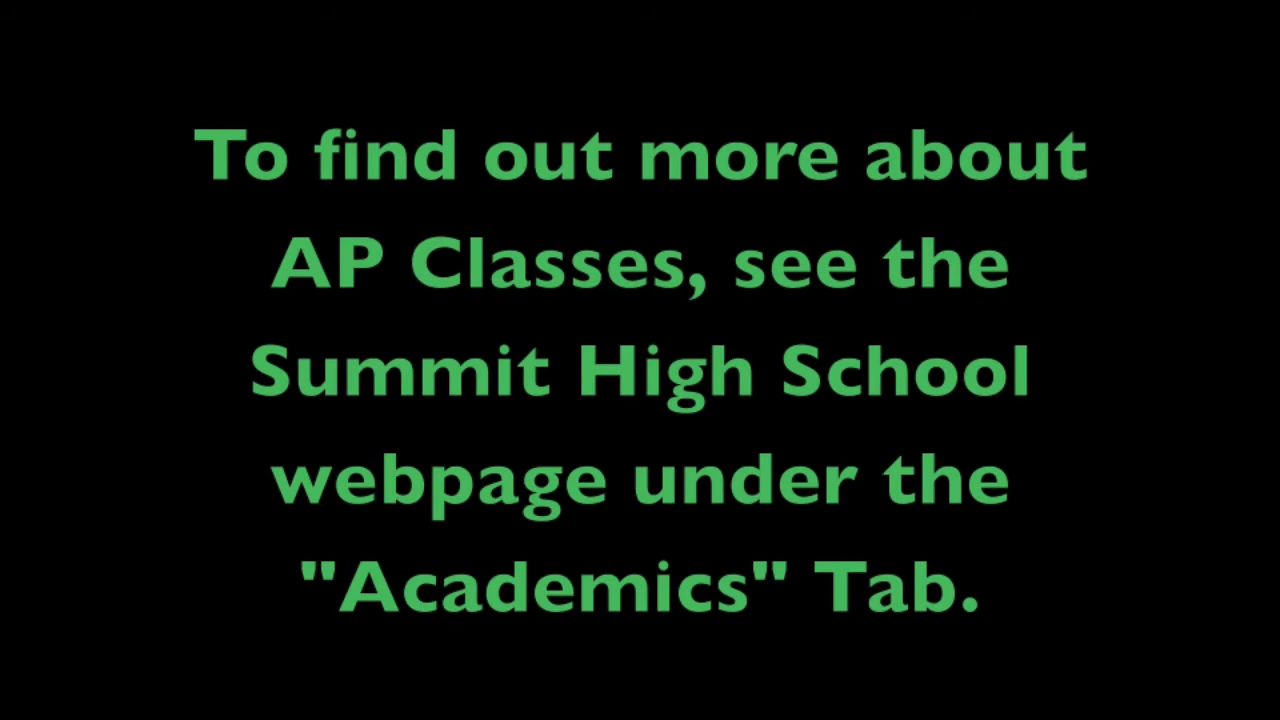 To find out more about
AP Classes, see the
Summit High School
webpage under the
"Academics" Tab.